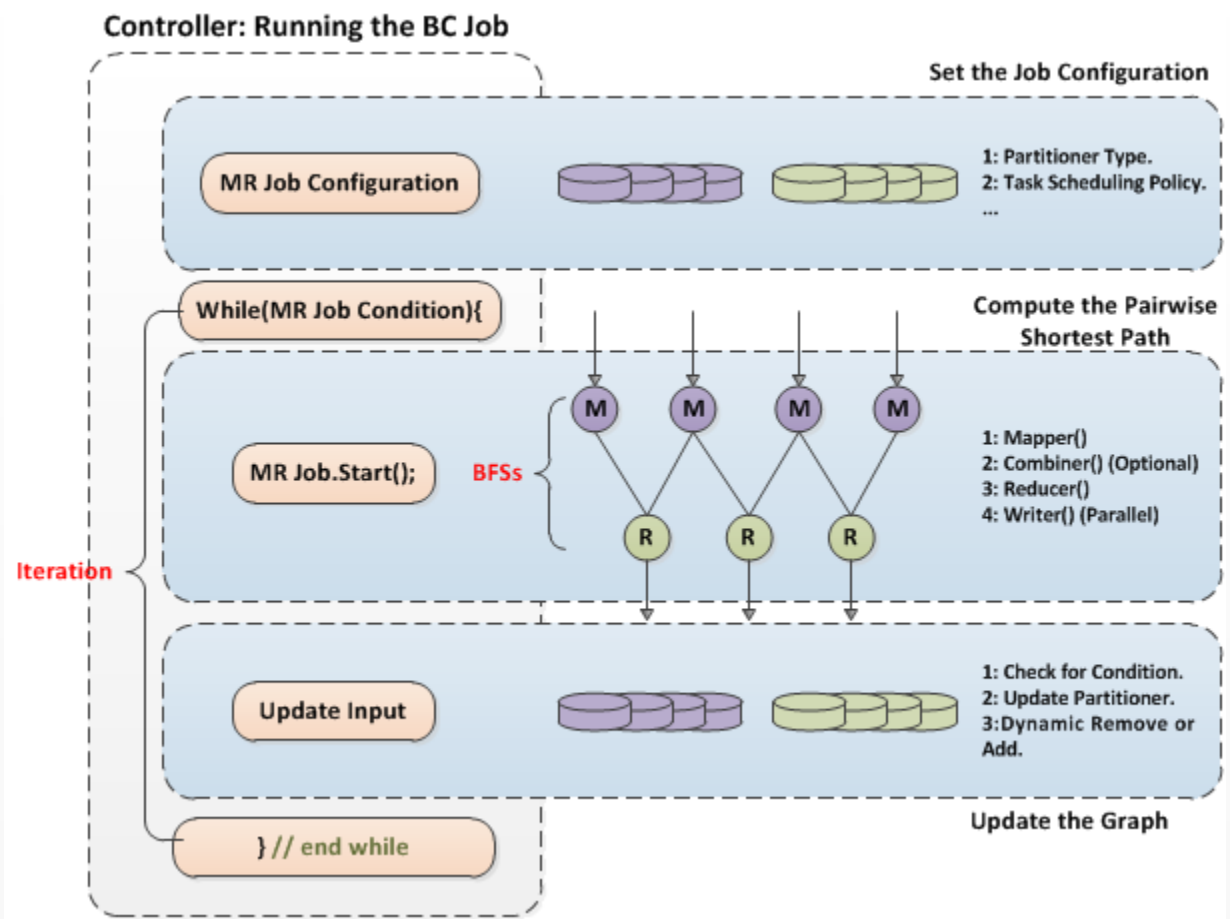 Controller: Running the BC Job
Set the Job Configuration
MR Job Configuration
1: Partitioner Type.
2: Task Scheduling Policy.
...
While(MR Job Condition){
Compute the Pairwise
Shortest Path
M M M M
MR Job.Start();
BFSs
1: Mapper()
2: Combiner() (Optional)
3: Reducer()
4: Writer() (Parallel)
R R R
Iteration
Update Input
1: Check for Condition.
2: Update Partitioner.
3:Dynamic Remove or
Add.
Update the Graph
} // end while